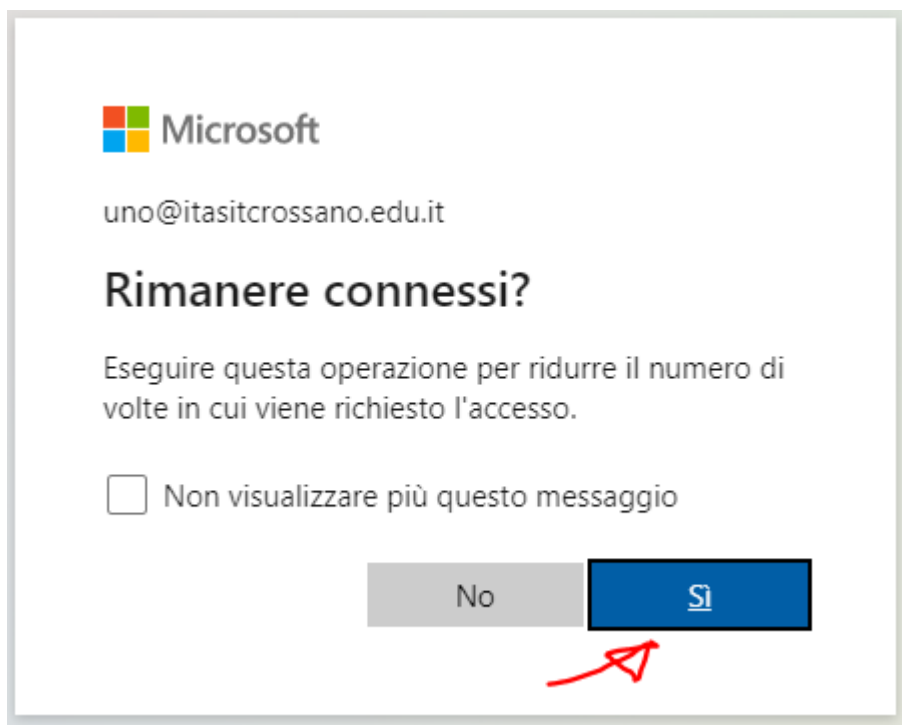 Microsoft
uno@itasitcrossano.edu.it
Rimanere connessi?
Eseguire questa operazione per ridurre il numero di
volte in cui viene richiesto l'accesso.
Non visualizzare più questo messaggio
No
Sì